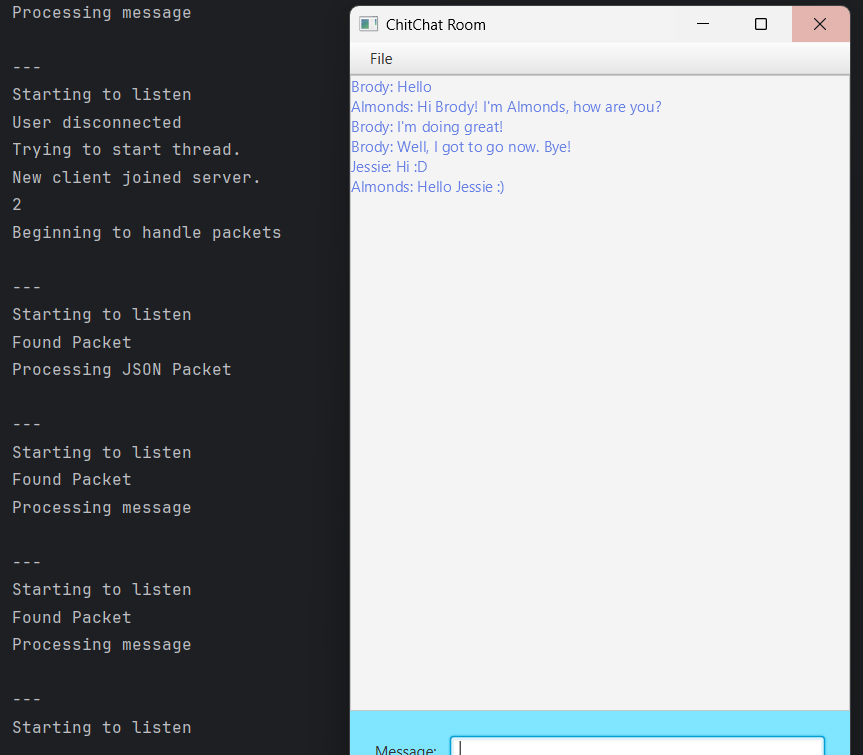 Processing message
---
Starting to listen
User disconnected
Trying to start thread.
New client joined server.
2
Beginning to handle packets
---
Starting to listen
Found Packet
Processing JSON Packet
---
Starting to listen
Found Packet
Processing message
---
Starting to listen
Found Packet
Processing message
---
Starting to listen
ChitChat Room
File
Brody: Hello
Almonds: Hi Brody! I'm Almonds, how are you?
Brody: I'm doing great!
Brody: Well, I got to go now. Bye!
Jessie: Hi :D
Almonds: Hello Jessie :)
Message: